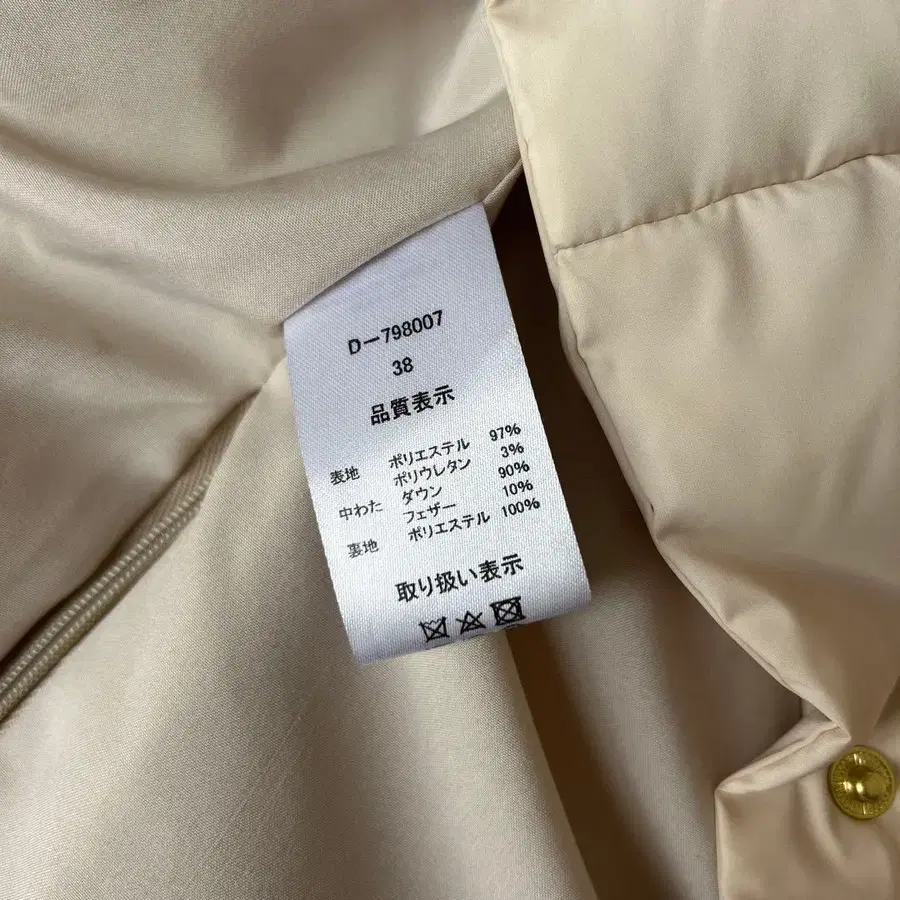 D-798007
38
品質表示
表地 ポリエステル 97%
ポリウレタン 3%
中わた ダウン 90%
フェザー 10%
裏地 ポリエステル 100%
取り扱い表示